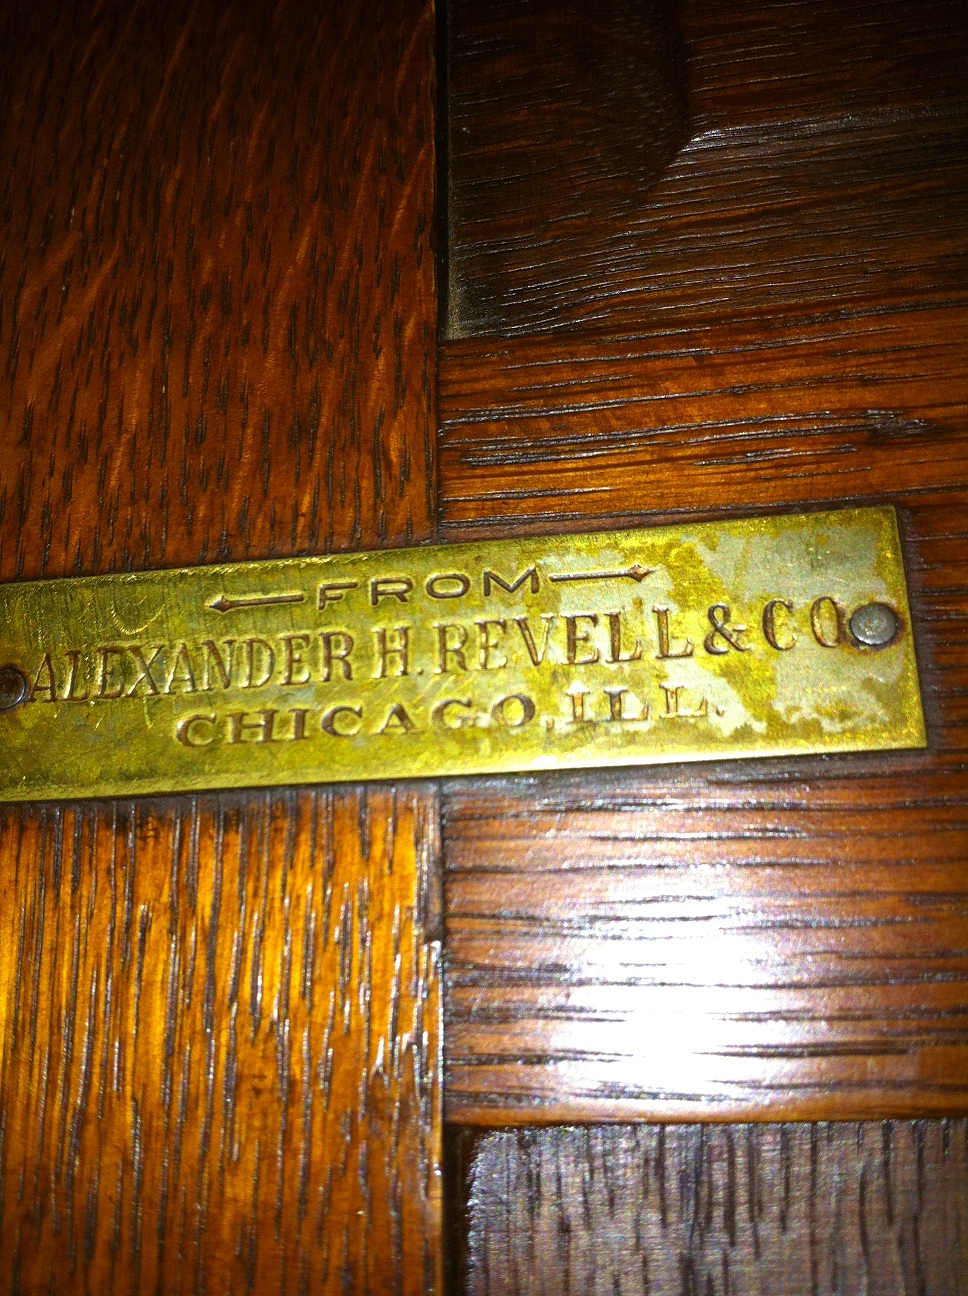 FROM
ALEXANDER H. REVELL & CO
CHICAGO, ILL.